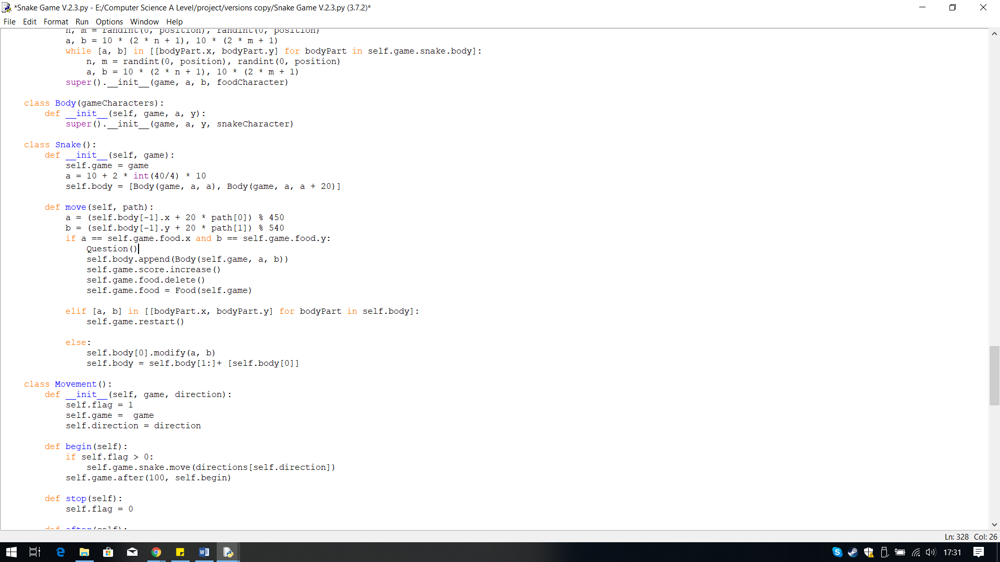 *Snake Game V.2.3.py - E:/Computer Science A Level/project/versions copy/Snake Game V.2.3.py (3.7.2)*
File Edit Format Run Options Window Help
n, m = randint(0, position), randint(0, position)
a, b = 10 * (2 * n + 1), 10 * (2 * m + 1)
while [a, b] in [[bodyPart.x, bodyPart.y] for bodyPart in self.game.snake.body]:
n, m = randint(0, position), randint(0, position)
a, b = 10 * (2 * n + 1), 10 * (2 * m + 1)
super().__init__(game, a, b, foodCharacter)
class Body(gameCharacters):
def __init__(self, game, a, y):
super().__init__(game, a, y, snakeCharacter)
class Snake():
def __init__(self, game):
self.game = game
a = 10 + 2 * int(40/4) * 10
self.body = [Body(game, a, a), Body(game, a, a + 20)]
def move(self, path):
a = (self.body[-1].x + 20 * path[0]) % 450
b = (self.body[-1].y + 20 * path[1]) % 540
if a == self.game.food.x and b == self.game.food.y:
Question()
self.body.append(Body(self.game, a, b))
self.game.score.increase()
self.game.food.delete()
self.game.food = Food(self.game)
elif [a, b] in [[bodyPart.x, bodyPart.y] for bodyPart in self.body]:
self.game.restart()
else:
self.body[0].modify(a, b)
self.body = self.body[1:]+ [self.body[0]]
class Movement():
def __init__(self, game, direction):
self.flag = 1
self.game =  game
self.direction = direction
def begin(self):
if self.flag > 0:
self.game.snake.move(directions[self.direction])
self.game.after(100, self.begin)
def stop(self):
self.flag = 0
def after(self):
Ln: 328 Col: 26
17:31